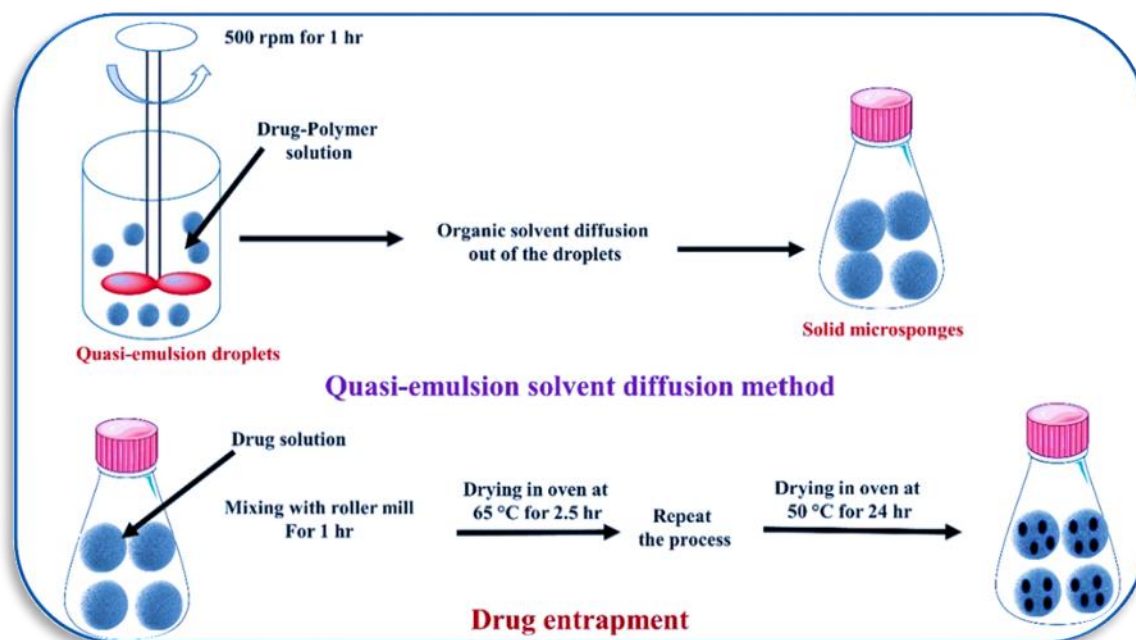 500 rpm for 1 hr
Drug-Polymer
solution
Organic solvent diffusion
out of the droplets
Quasi-emulsion droplets
Solid microsponges
Quasi-emulsion solvent diffusion method
Drug solution
Mixing with roller mill
For 1 hr
Drying in oven at
65 °C for 2.5 hr
Repeat
the process
Drying in oven at
50 °C for 24 hr
Drug entrapment